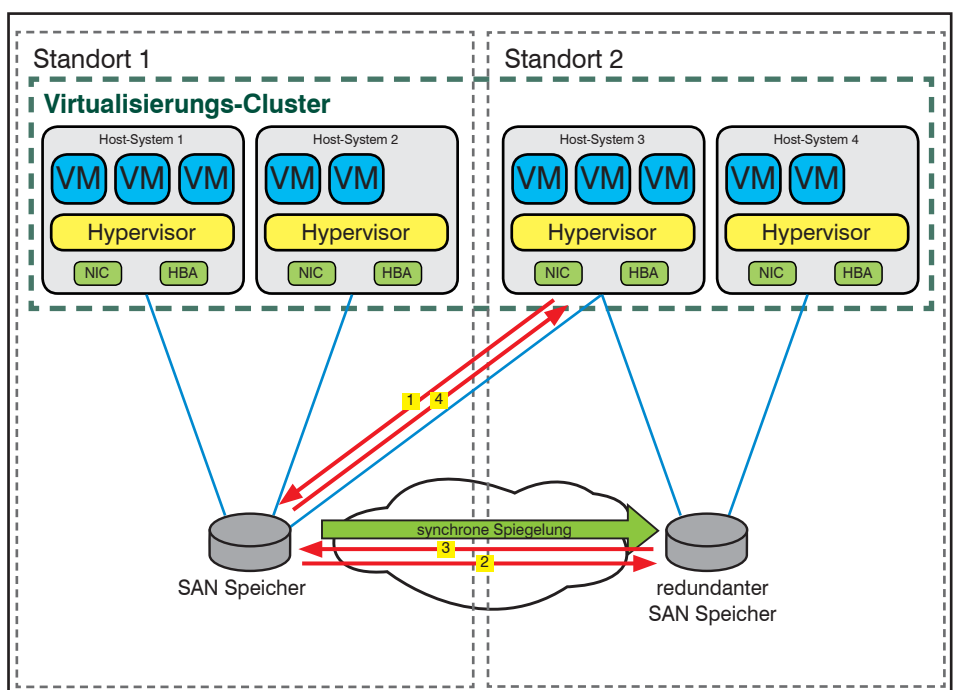 Standort 1
Standort 2
Virtualisierungs-Cluster
Host-System 1
VM VM VM
Hypervisor
NIC HBA
Host-System 2
VM VM
Hypervisor
NIC HBA
Host-System 3
VM VM VM
Hypervisor
NIC HBA
Host-System 4
VM VM
Hypervisor
NIC HBA
1 4
synchrone Spiegelung
3
2
SAN Speicher
redundanter
SAN Speicher